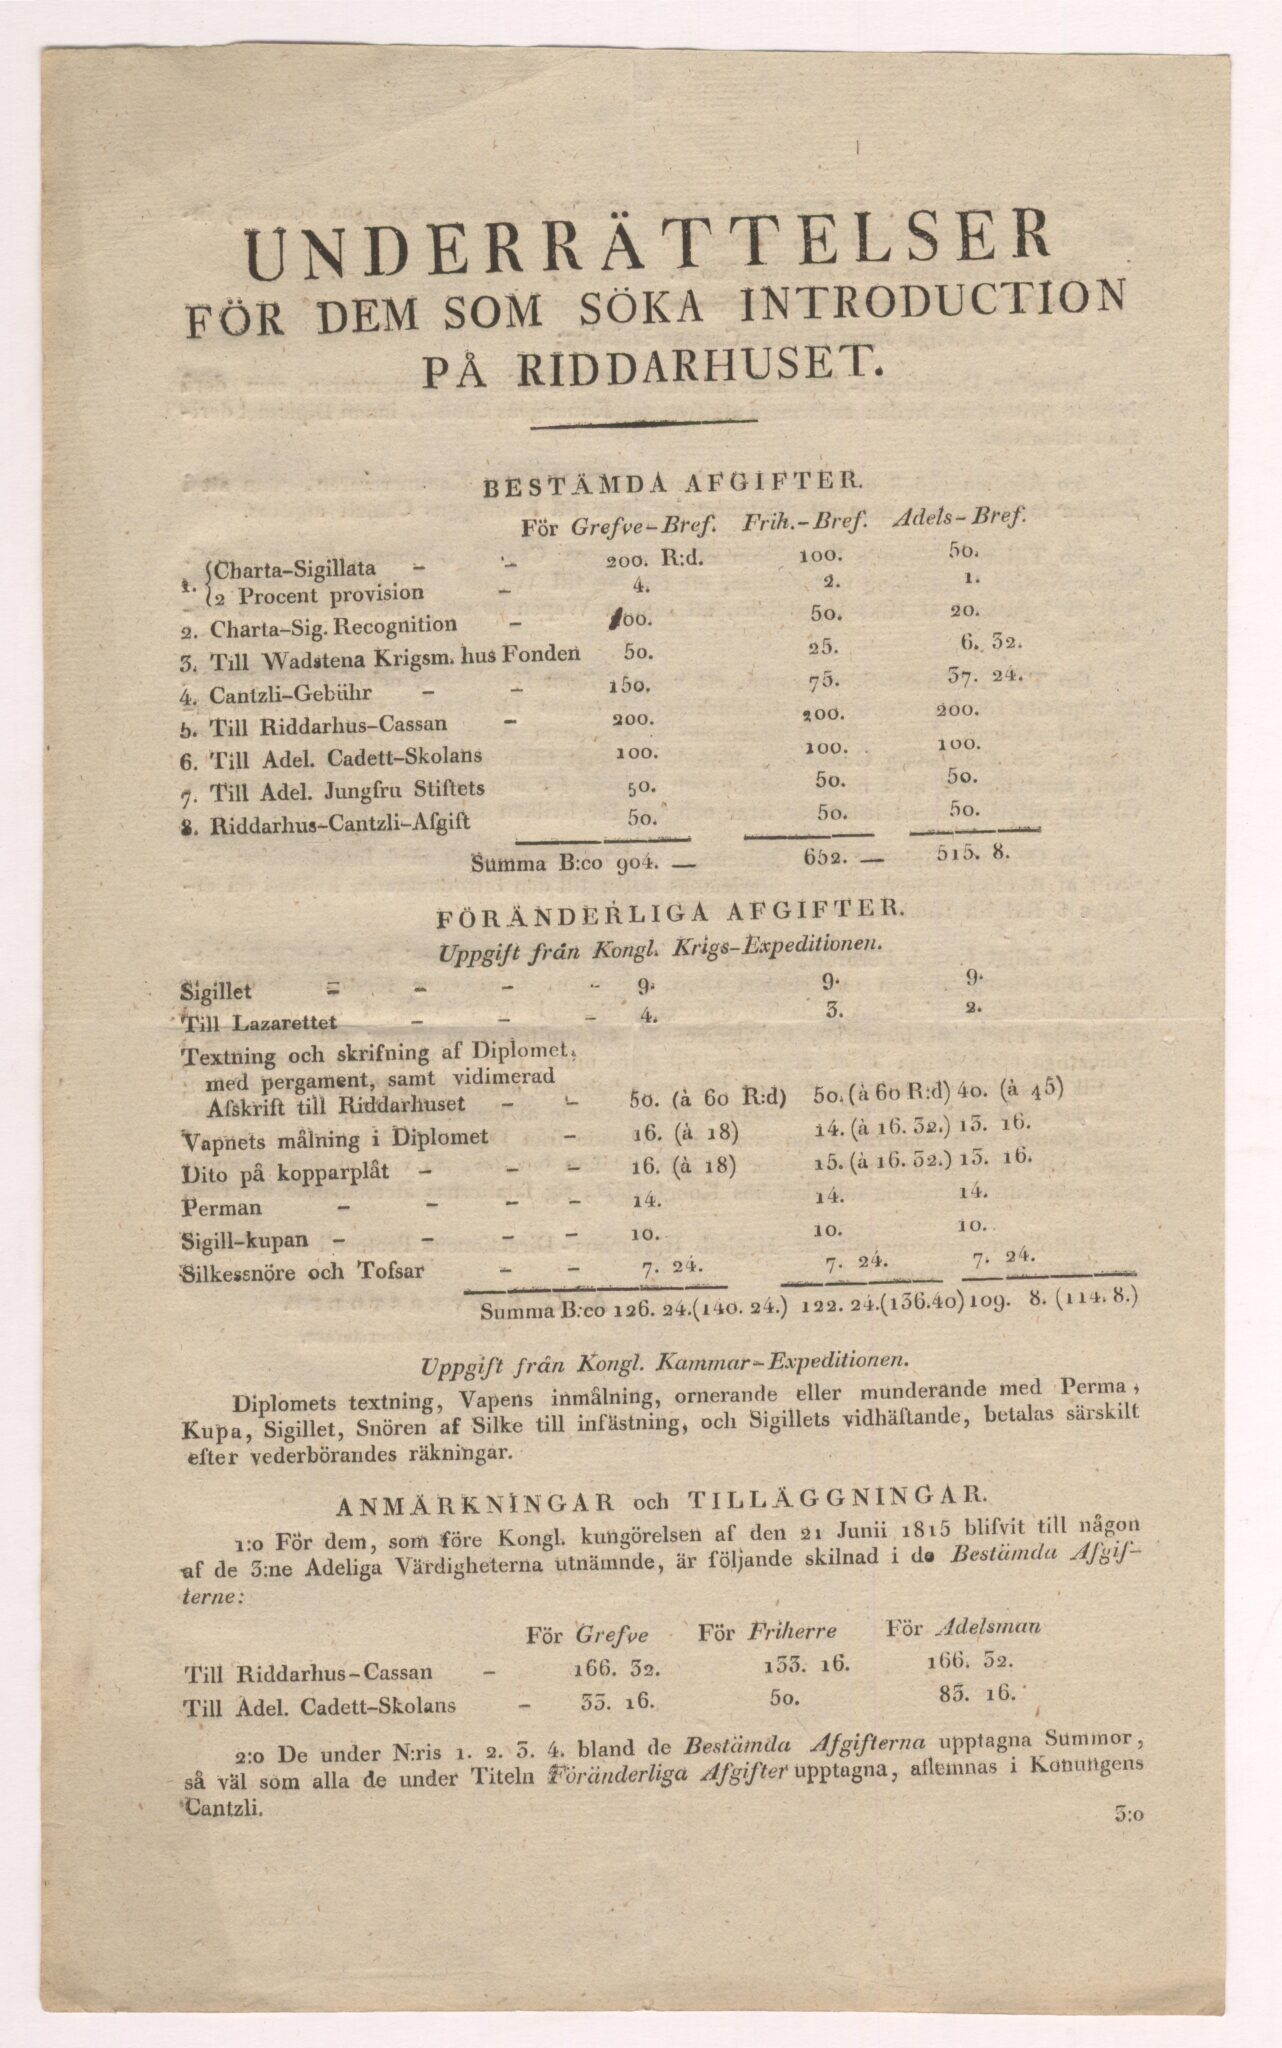 UNDERRÄTTELSER
FÖR DEM SOM SÖKA INTRODUCTION
PÅ RIDDARHUSET.
BESTÄMDA AFGIFTER.
För Grefve-Bref. Frih.-Bref. Adels-Bref.
1. {Charta-Sigillata - - 200. R:d. 100. 50.
{2 Procent provision - 4. 2. 1.
2. Charta-Sig. Recognition - 100. 50. 20.
3. Till Wadstena Krigsm. hus Fonden 50. 25. 6. 32.
4. Cantzli-Gebühr - - 150. 75. 37. 24.
5. Till Riddarhus-Cassan - 200. 200. 200.
6. Till Adel. Cadett-Skolans 100. 100. 100.
7. Till Adel. Jungfru Stiftets 50. 50. 50.
8. Riddarhus-Cantzli-Afgift 50. 50. 50.
Summa B:co 904. — 652. — 515. 8.
FÖRÄNDERLIGA AFGIFTER.
Uppgift från Kongl. Krigs-Expeditionen.
Sigillet - - - - 9. 9. 9.
Till Lazarettet - - - 4. 3. 2.
Textning och skrifning af Diplomet,
med pergament, samt vidimerad
Afskrift till Riddarhuset - - 50. (à 60 R:d) 50. (à 60 R:d) 40. (à 45)
Vapnets målning i Diplomet - 16. (à 18) 14. (à 16. 32.) 13. 16.
Dito på kopparplåt - - - 16. (à 18) 15. (à 16. 32.) 13. 16.
Perman - - - - 14. 14. 14.
Sigill-kupan - - - - 10. 10. 10.
Silkessnöre och Tofsar - - 7. 24. 7. 24. 7. 24.
Summa B:co 126. 24. (140. 24.) 122. 24. (136. 40) 109. 8. (114. 8.)
Uppgift från Kongl. Kammar-Expeditionen.
Diplomets textning, Vapens inmålning, ornerande eller munderande med Perma,
Kupa, Sigillet, Snören af Silke till infästning, och Sigillets vidhäftande, betalas särskilt
efter vederbörandes räkningar.
ANMÄRKNINGAR och TILLÄGGNINGAR.
1:o För dem, som före Kongl. kungörelsen af den 21 Junii 1815 blifvit till någon
af de 3:ne Adeliga Värdigheterna utnämnde, är följande skilnad i de Bestämda Afgif-
terne:
För Grefve För Friherre För Adelsman
Till Riddarhus-Cassan - 166. 32. 133. 16. 166. 32.
Till Adel. Cadett-Skolans - 33. 16. 50. 83. 16.
2:o De under N:ris 1. 2. 3. 4. bland de Bestämda Afgifterna upptagna Summor,
så väl som alla de under Titeln Föränderliga Afgifter upptagna, aflemnas i Konungens
Cantzli.
3:o